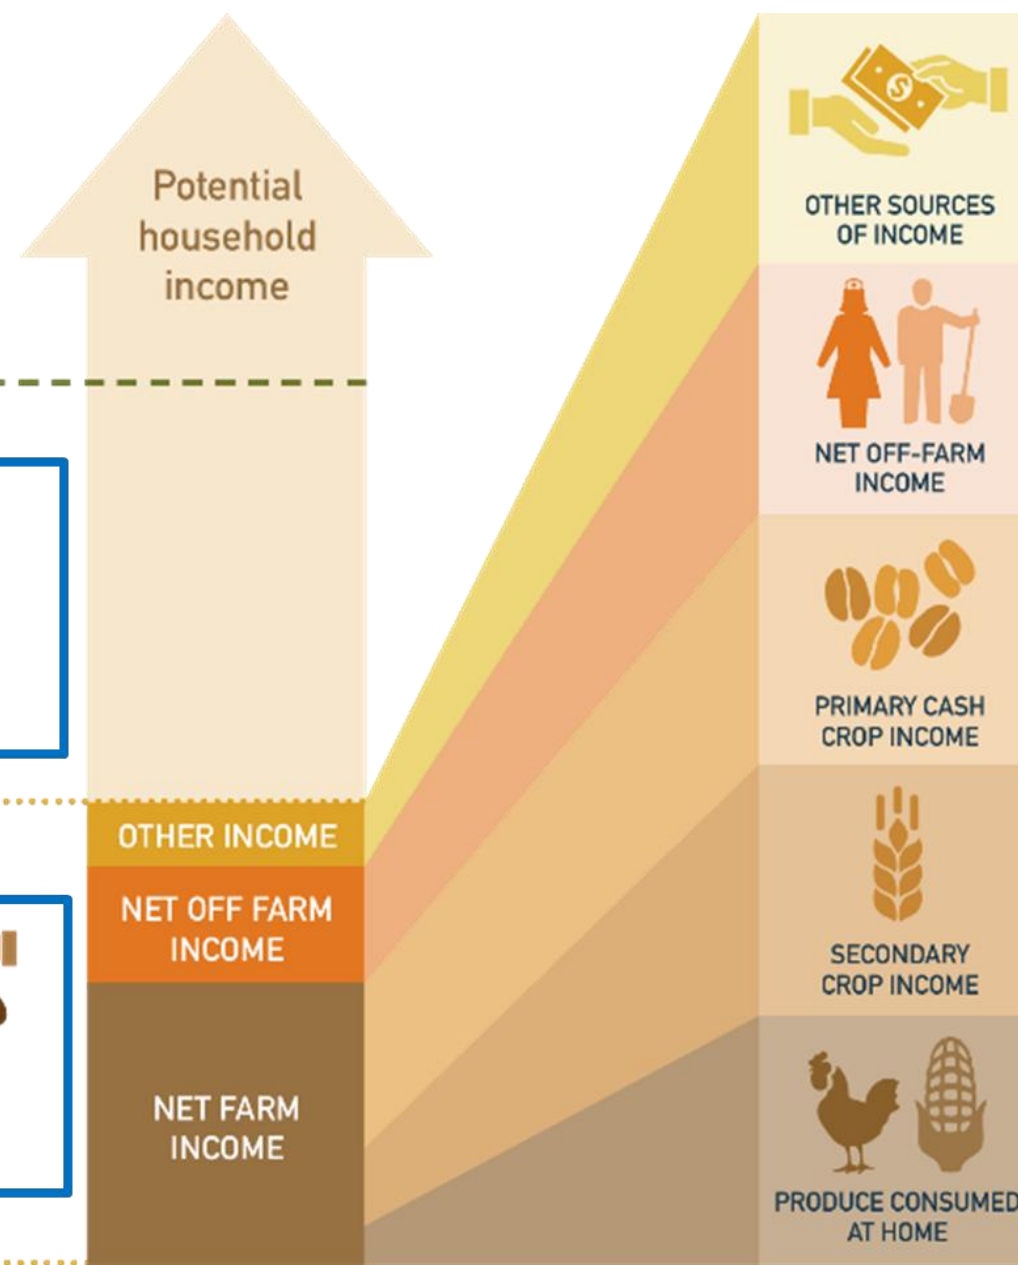 Potential
household
income
OTHER INCOME
NET OFF FARM
INCOME
NET FARM
INCOME
OTHER SOURCES
OF INCOME
NET OFF-FARM
INCOME
PRIMARY CASH
CROP INCOME
SECONDARY
CROP INCOME
PRODUCE CONSUMED
AT HOME